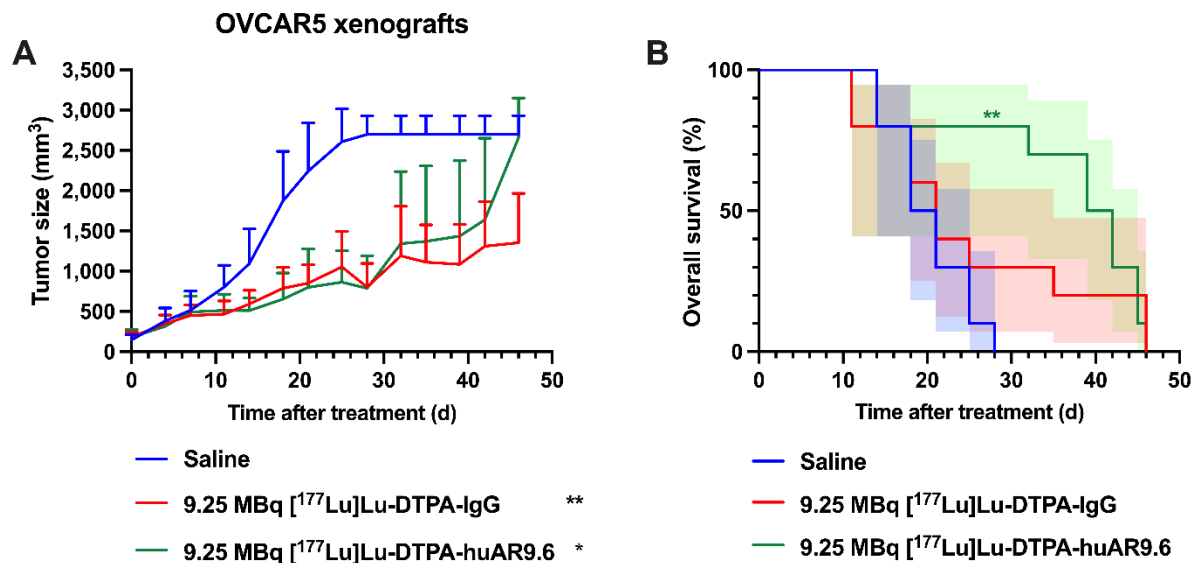 OVCAR5 xenografts
A
Tumor size (mm³)
3,500
3,000
2,500
2,000
1,500
1,000
500
0
0 10 20 30 40 50
Time after treatment (d)
Saline
9.25 MBq [¹⁷⁷Lu]Lu-DTPA-IgG **
9.25 MBq [¹⁷⁷Lu]Lu-DTPA-huAR9.6 *
B
Overall survival (%)
100
50
0
**
0 10 20 30 40 50
Time after treatment (d)
Saline
9.25 MBq [¹⁷⁷Lu]Lu-DTPA-IgG
9.25 MBq [¹⁷⁷Lu]Lu-DTPA-huAR9.6